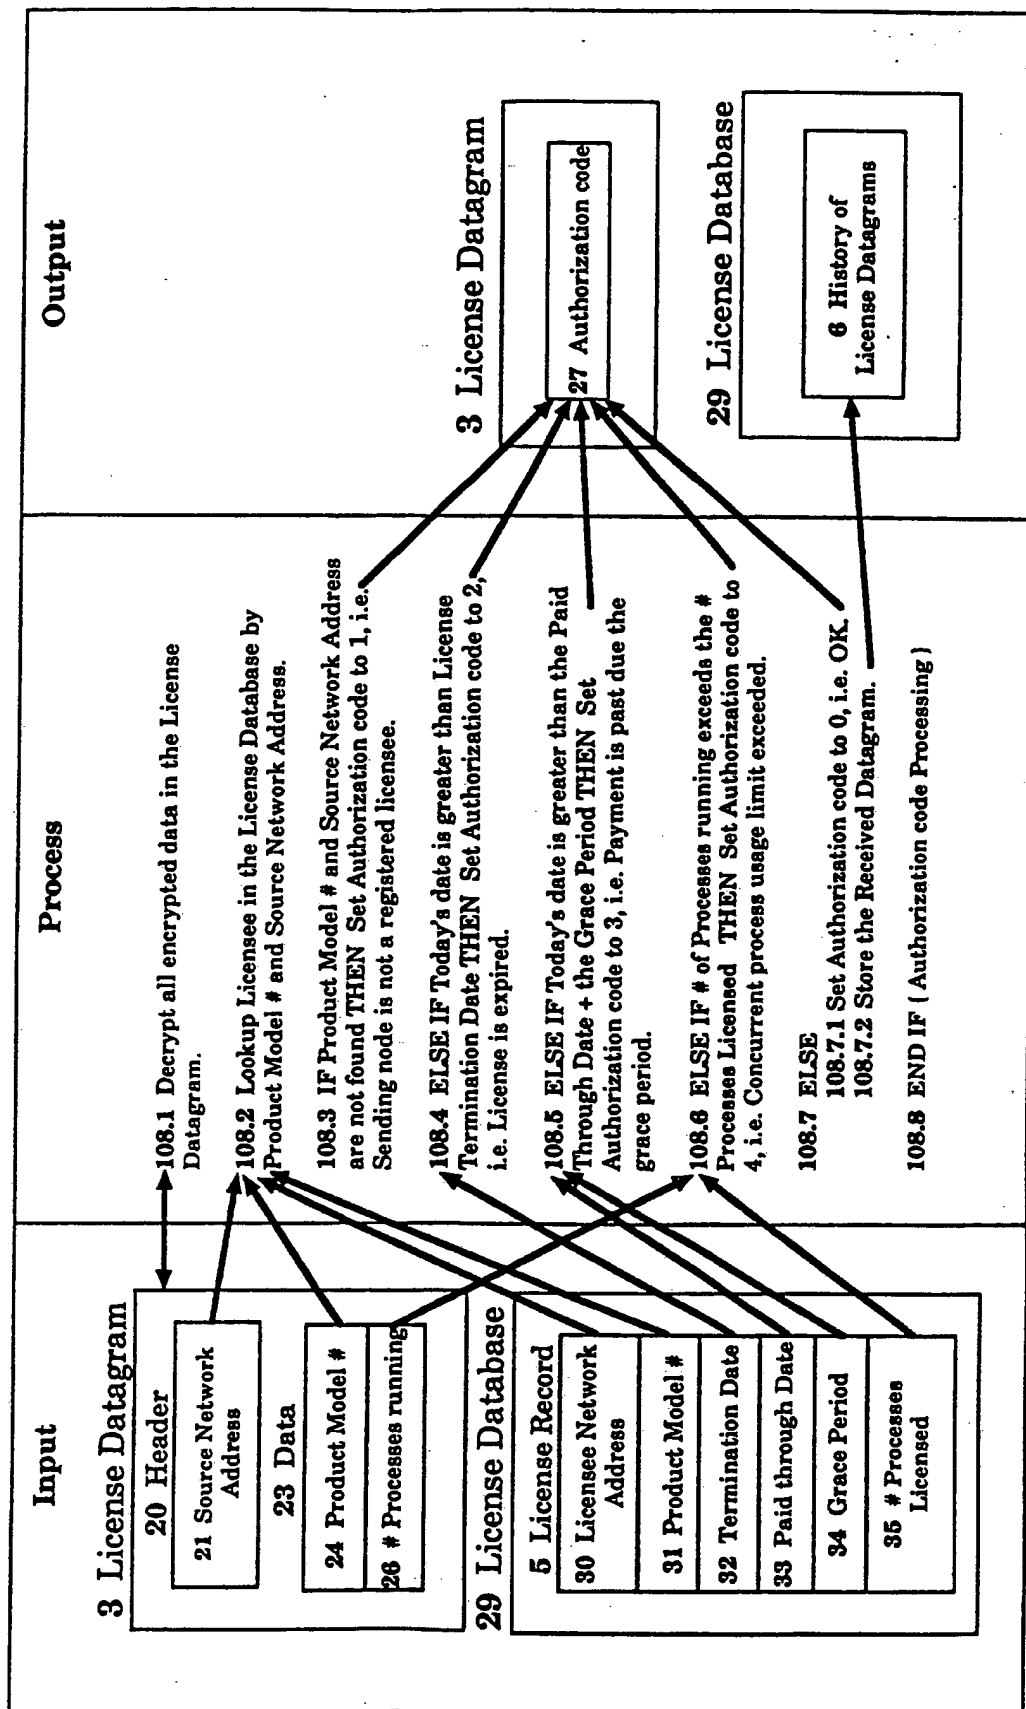 Input
3 License Datagram
20 Header
21 Source Network
Address
23 Data
24 Product Model #
26 # Processes running
29 License Database
5 License Record
30 Licensee Network
Address
31 Product Model #
32 Termination Date
33 Paid through Date
34 Grace Period
35 # Processes
Licensed
Process
108.1 Decrypt all encrypted data in the License
Datagram.
108.2 Lookup Licensee in the License Database by
Product Model # and Source Network Address.
108.3 IF Product Model # and Source Network Address
are not found THEN Set Authorization code to 1, i.e.
Sending node is not a registered licensee.
108.4 ELSE IF Today's date is greater than License
Termination Date THEN Set Authorization code to 2,
i.e. License is expired.
108.5 ELSE IF Today's date is greater than the Paid
Through Date + the Grace Period THEN Set
Authorization code to 3, i.e. Payment is past due the
grace period.
108.6 ELSE IF # of Processes running exceeds the #
Processes Licensed THEN Set Authorization code to
4, i.e. Concurrent process usage limit exceeded.
108.7 ELSE
108.7.1 Set Authorization code to 0, i.e. OK.
108.7.2 Store the Received Datagram.
108.8 END IF ( Authorization code Processing )
Output
3 License Datagram
27 Authorization code
29 License Database
6 History of
License Datagrams